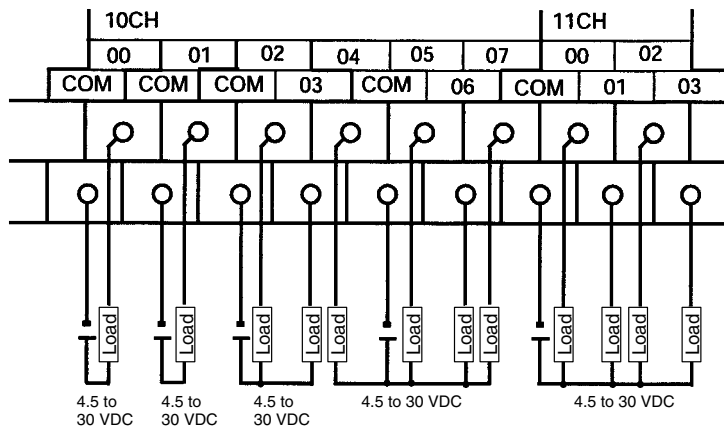 10CH 11CH
00 01 02 04 05 07 00 02
COM COM COM 03 COM 06 COM 01 03
Load Load Load Load Load Load Load Load Load Load Load Load
4.5 to 4.5 to 4.5 to 4.5 to 30 VDC 4.5 to 30 VDC
30 VDC 30 VDC 30 VDC